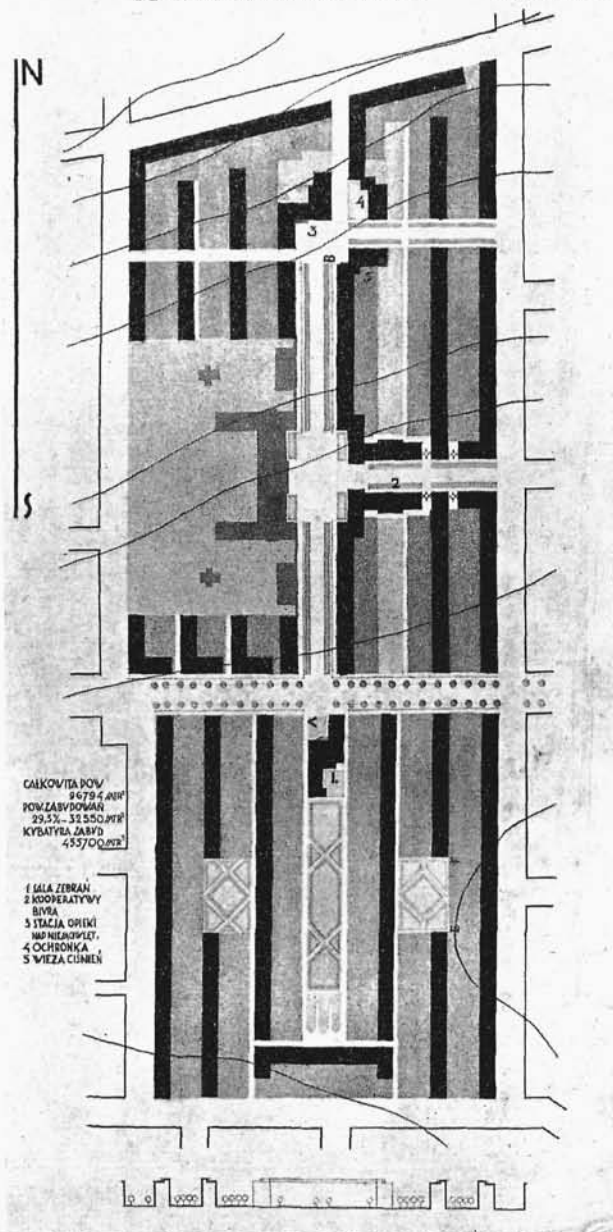 N
4
3
B
5
2
S
A
1.
CAŁKOWITA POW
96794 MTR²
POW.ZABUDOWAŃ
29,5%–32550 MTR²
KUBATURA ZABUD
455700 MTR³
1 SALA ZEBRAŃ
2 KOOPERATYWY
BIURA
3 STACJA OPIEKI
NAD NIEMOWLĘT.
4 OCHRONKA
5 WIEŻA CIŚNIEŃ